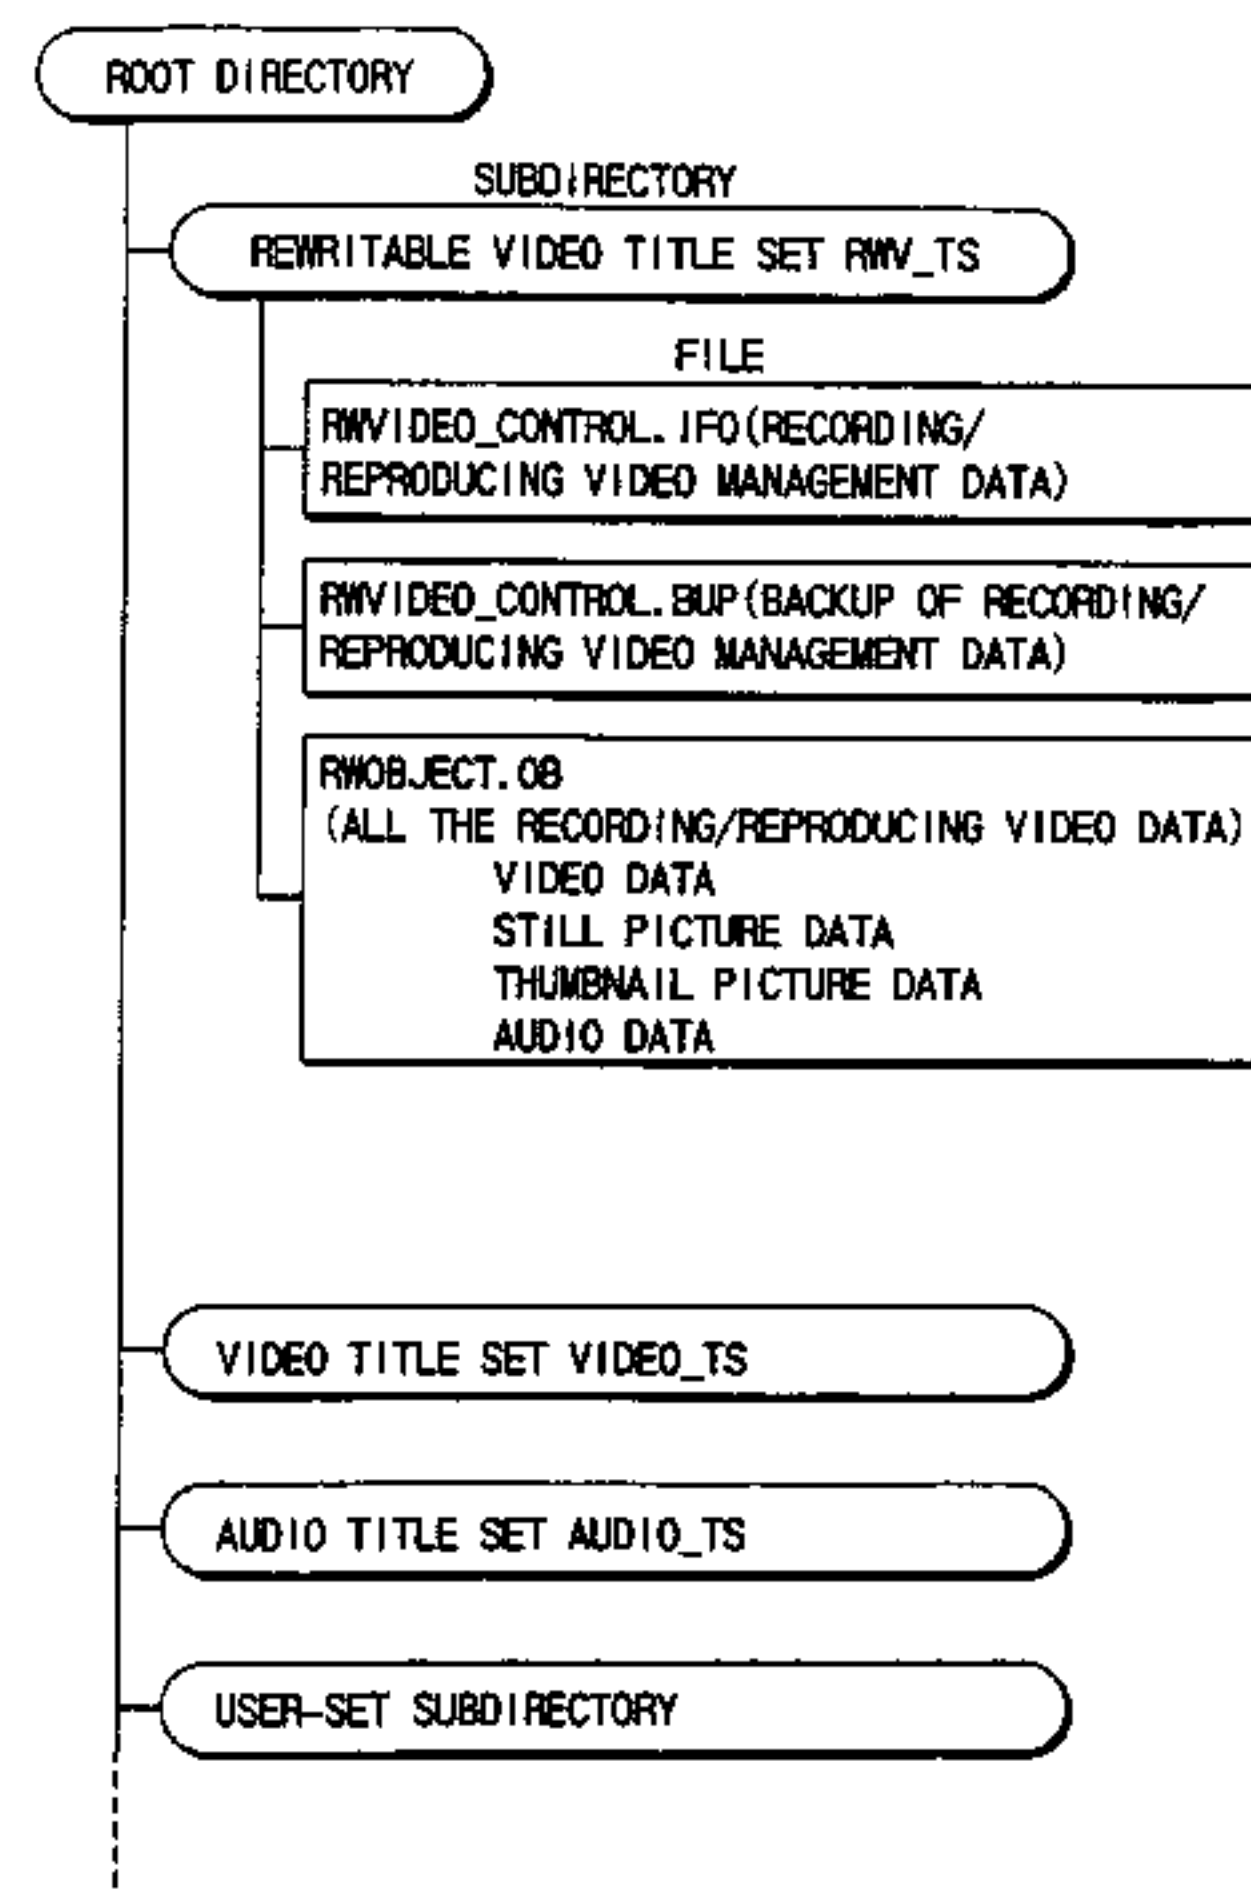 ROOT DIRECTORY
SUBDIRECTORY
REWRITABLE VIDEO TITLE SET RWV_TS
FILE
RWVIDEO_CONTROL.IFO(RECORDING/
REPRODUCING VIDEO MANAGEMENT DATA)
RWVIDEO_CONTROL.BUP(BACKUP OF RECORDING/
REPRODUCING VIDEO MANAGEMENT DATA)
RWOBJECT.OB
(ALL THE RECORDING/REPRODUCING VIDEO DATA)
VIDEO DATA
STILL PICTURE DATA
THUMBNAIL PICTURE DATA
AUDIO DATA
VIDEO TITLE SET VIDEO_TS
AUDIO TITLE SET AUDIO_TS
USER-SET SUBDIRECTORY